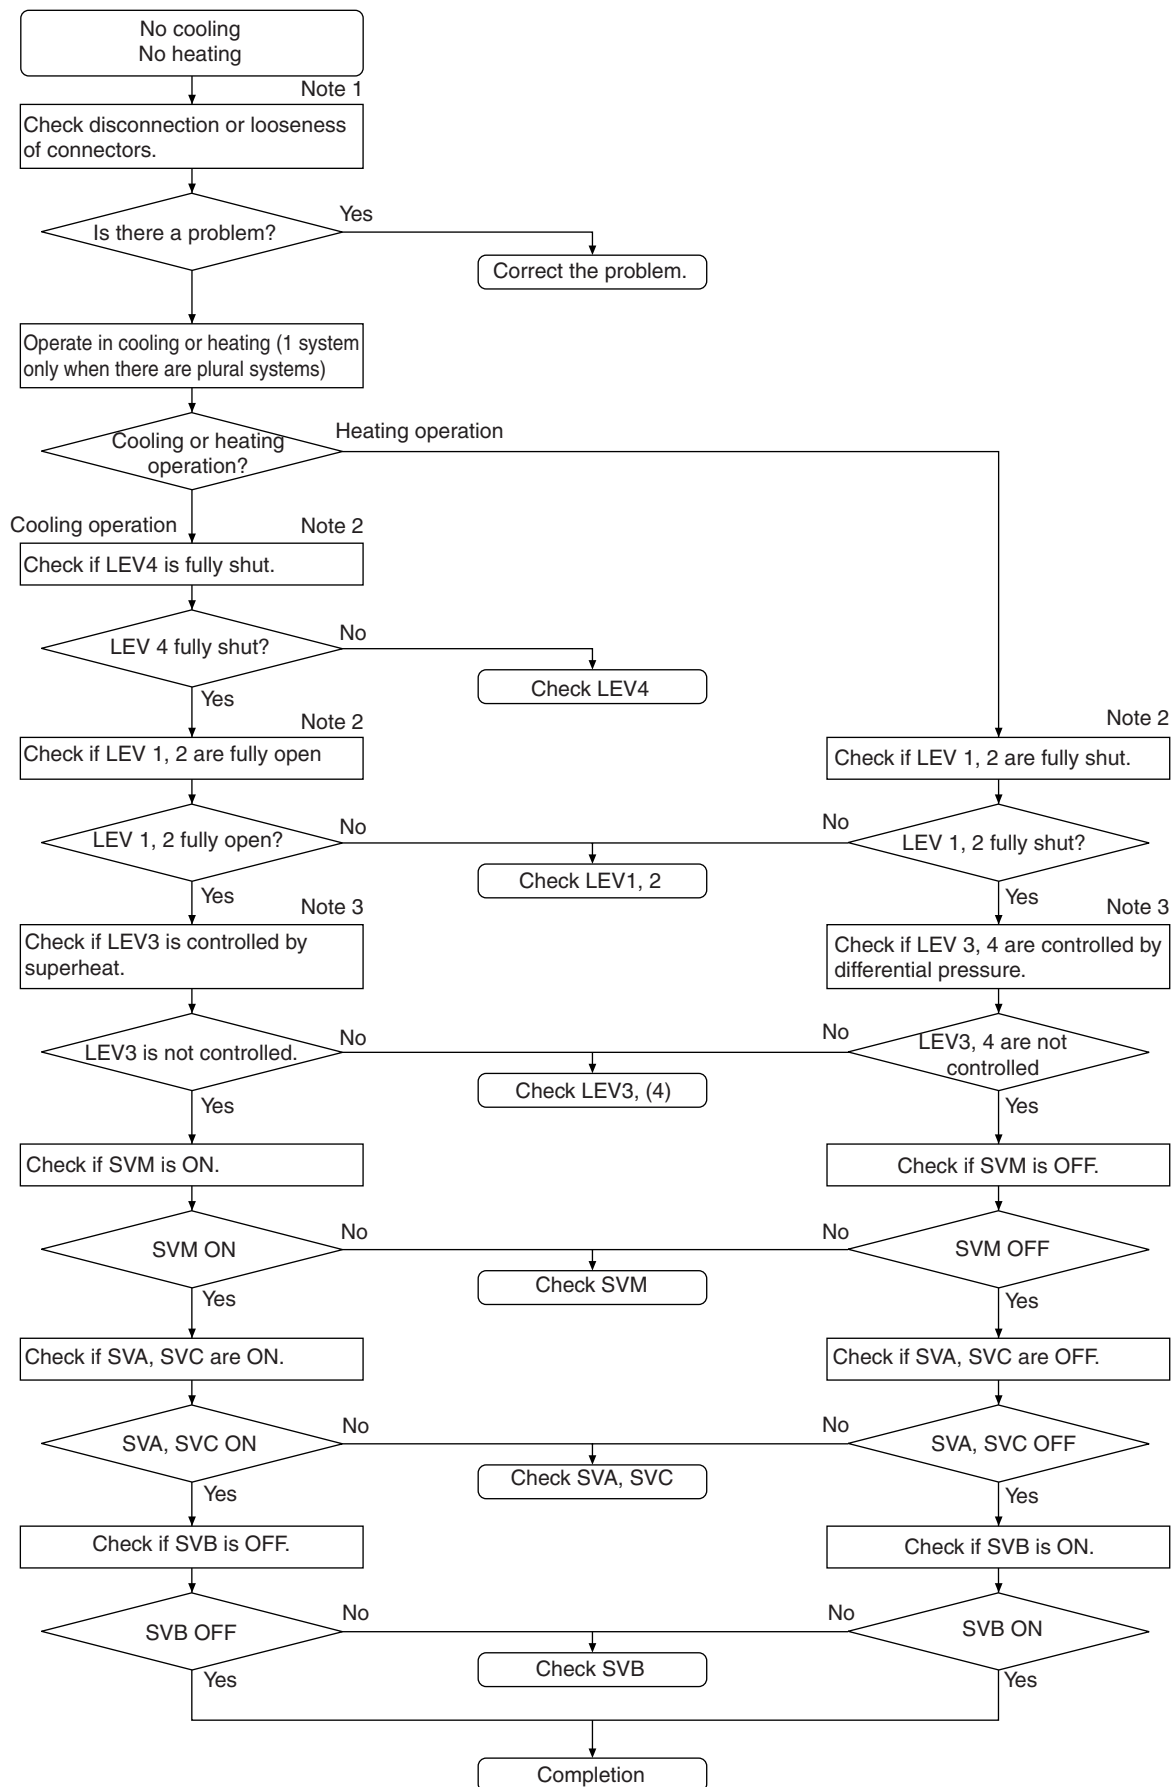 No cooling
No heating
Note 1
Check disconnection or looseness
of connectors.
Is there a problem?
Yes
Correct the problem.
Operate in cooling or heating (1 system
only when there are plural systems)
Cooling or heating
operation?
Heating operation
Cooling operation
Note 2
Check if LEV4 is fully shut.
LEV 4 fully shut?
No
Check LEV4
Yes
Note 2
Check if LEV 1, 2 are fully open
Note 2
Check if LEV 1, 2 are fully shut.
LEV 1, 2 fully open?
No
No
LEV 1, 2 fully shut?
Check LEV1, 2
Yes
Yes
Note 3
Check if LEV3 is controlled by
superheat.
Note 3
Check if LEV 3, 4 are controlled by
differential pressure.
LEV3 is not controlled.
No
No
LEV3, 4 are not
controlled
Check LEV3, (4)
Yes
Yes
Check if SVM is ON.
Check if SVM is OFF.
SVM ON
No
No
SVM OFF
Check SVM
Yes
Yes
Check if SVA, SVC are ON.
Check if SVA, SVC are OFF.
SVA, SVC ON
No
No
SVA, SVC OFF
Check SVA, SVC
Yes
Yes
Check if SVB is OFF.
Check if SVB is ON.
SVB OFF
No
No
SVB ON
Check SVB
Yes
Yes
Completion